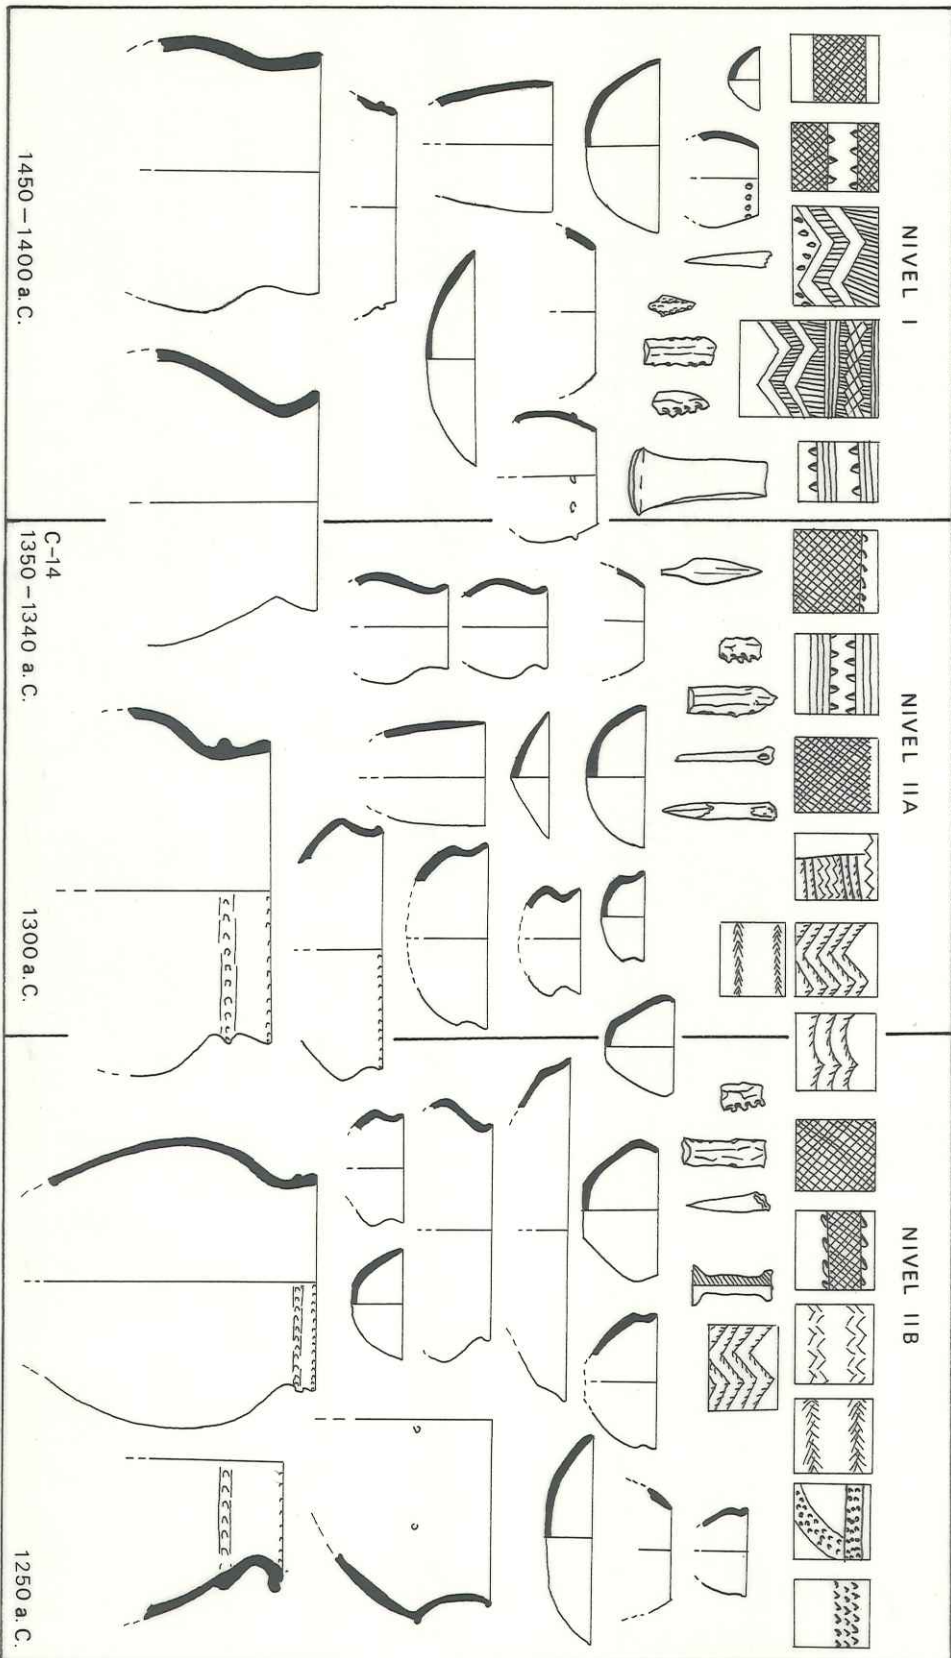 NIVEL I
NIVEL IIA
NIVEL IIB
1450–1400 a.C.
C-14
1350–1340 a.C.
1300 a.C.
1250 a.C.